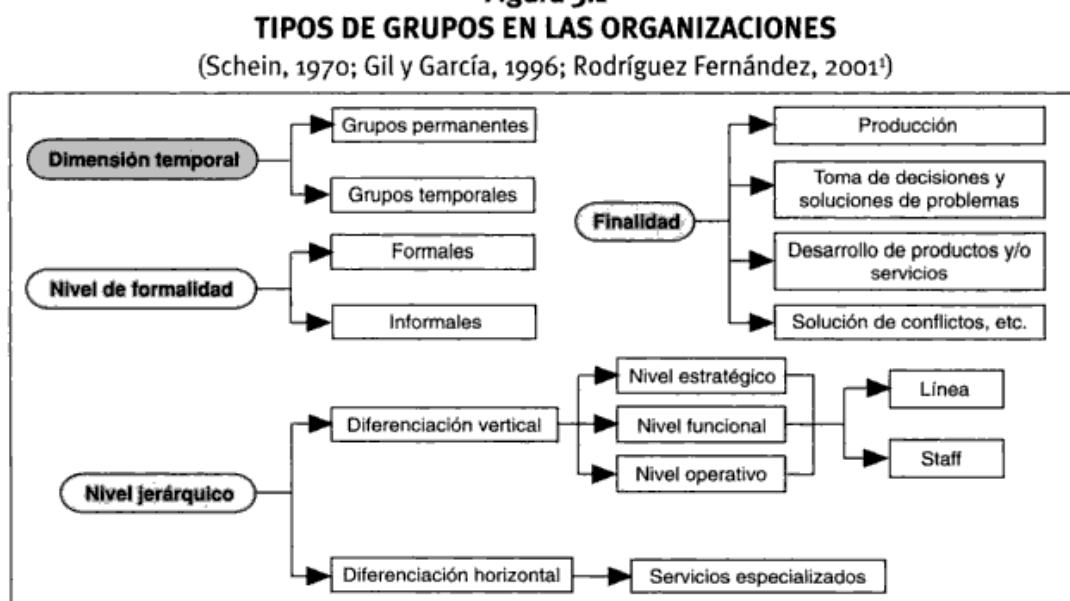 TIPOS DE GRUPOS EN LAS ORGANIZACIONES
(Schein, 1970; Gil y García, 1996; Rodríguez Fernández, 2001¹)
Dimensión temporal
Grupos permanentes
Grupos temporales
Nivel de formalidad
Formales
Informales
Finalidad
Producción
Toma de decisiones y
soluciones de problemas
Desarrollo de productos y/o
servicios
Solución de conflictos, etc.
Nivel jerárquico
Diferenciación vertical
Nivel estratégico
Nivel funcional
Nivel operativo
Línea
Staff
Diferenciación horizontal
Servicios especializados